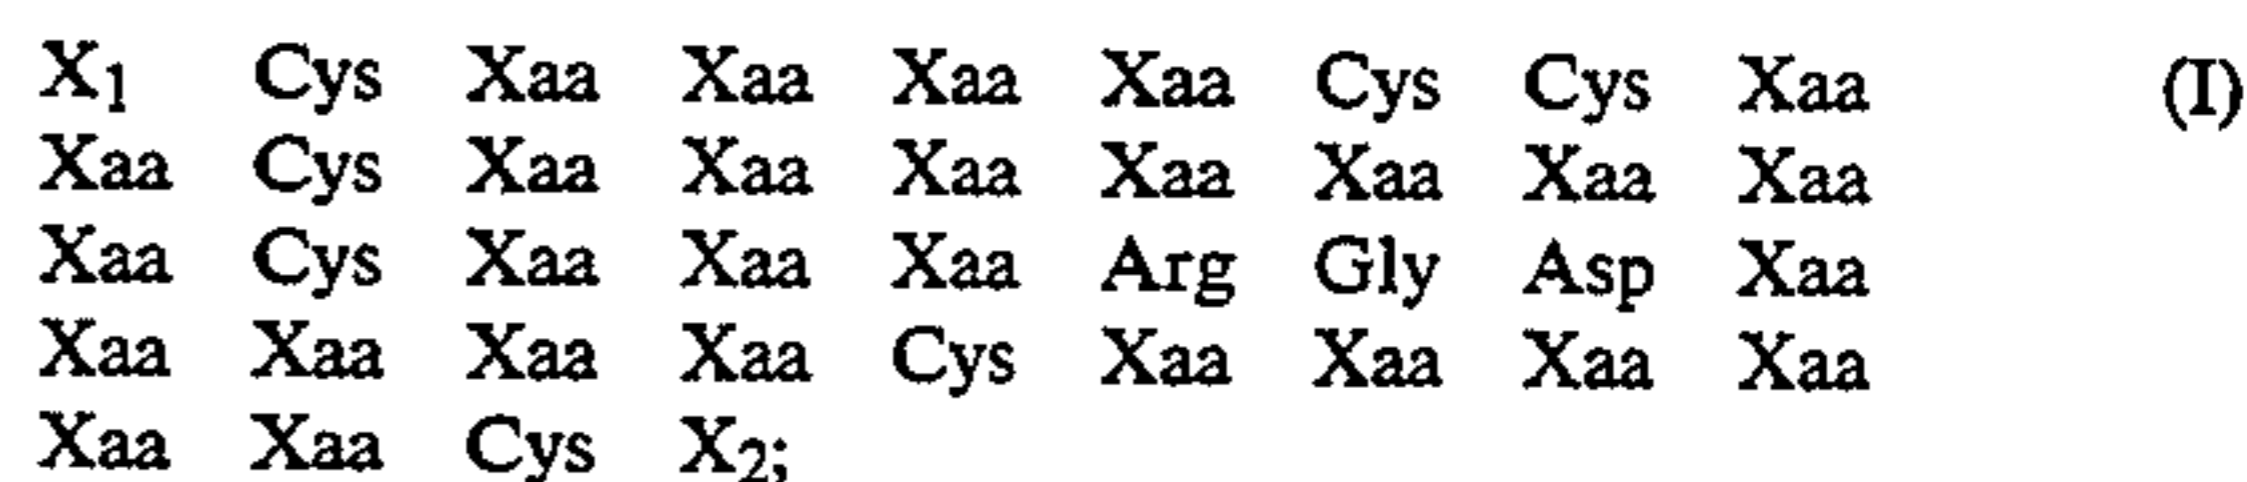 X₁ Cys Xaa Xaa Xaa Xaa Cys Cys Xaa (I)
Xaa Cys Xaa Xaa Xaa Xaa Xaa Xaa Xaa
Xaa Cys Xaa Xaa Xaa Arg Gly Asp Xaa
Xaa Xaa Xaa Xaa Cys Xaa Xaa Xaa Xaa
Xaa Xaa Cys X₂;